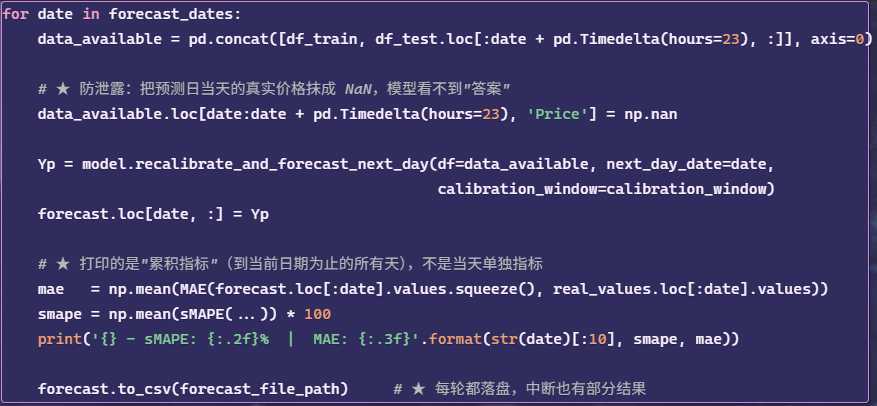 for date in forecast_dates:
    data_available = pd.concat([df_train, df_test.loc[:date + pd.Timedelta(hours=23), :]], axis=0)

    # ★ 防泄露：把预测日当天的真实价格抹成 NaN，模型看不到"答案"
    data_available.loc[date:date + pd.Timedelta(hours=23), 'Price'] = np.nan

    Yp = model.recalibrate_and_forecast_next_day(df=data_available, next_day_date=date,
                                                 calibration_window=calibration_window)
    forecast.loc[date, :] = Yp

    # ★ 打印的是"累积指标"（到当前日期为止的所有天），不是当天单独指标
    mae   = np.mean(MAE(forecast.loc[:date].values.squeeze(), real_values.loc[:date].values))
    smape = np.mean(sMAPE(...)) * 100
    print('{} - sMAPE: {:.2f}%  |  MAE: {:.3f}'.format(str(date)[:10], smape, mae))

    forecast.to_csv(forecast_file_path)     # ★ 每轮都落盘，中断也有部分结果